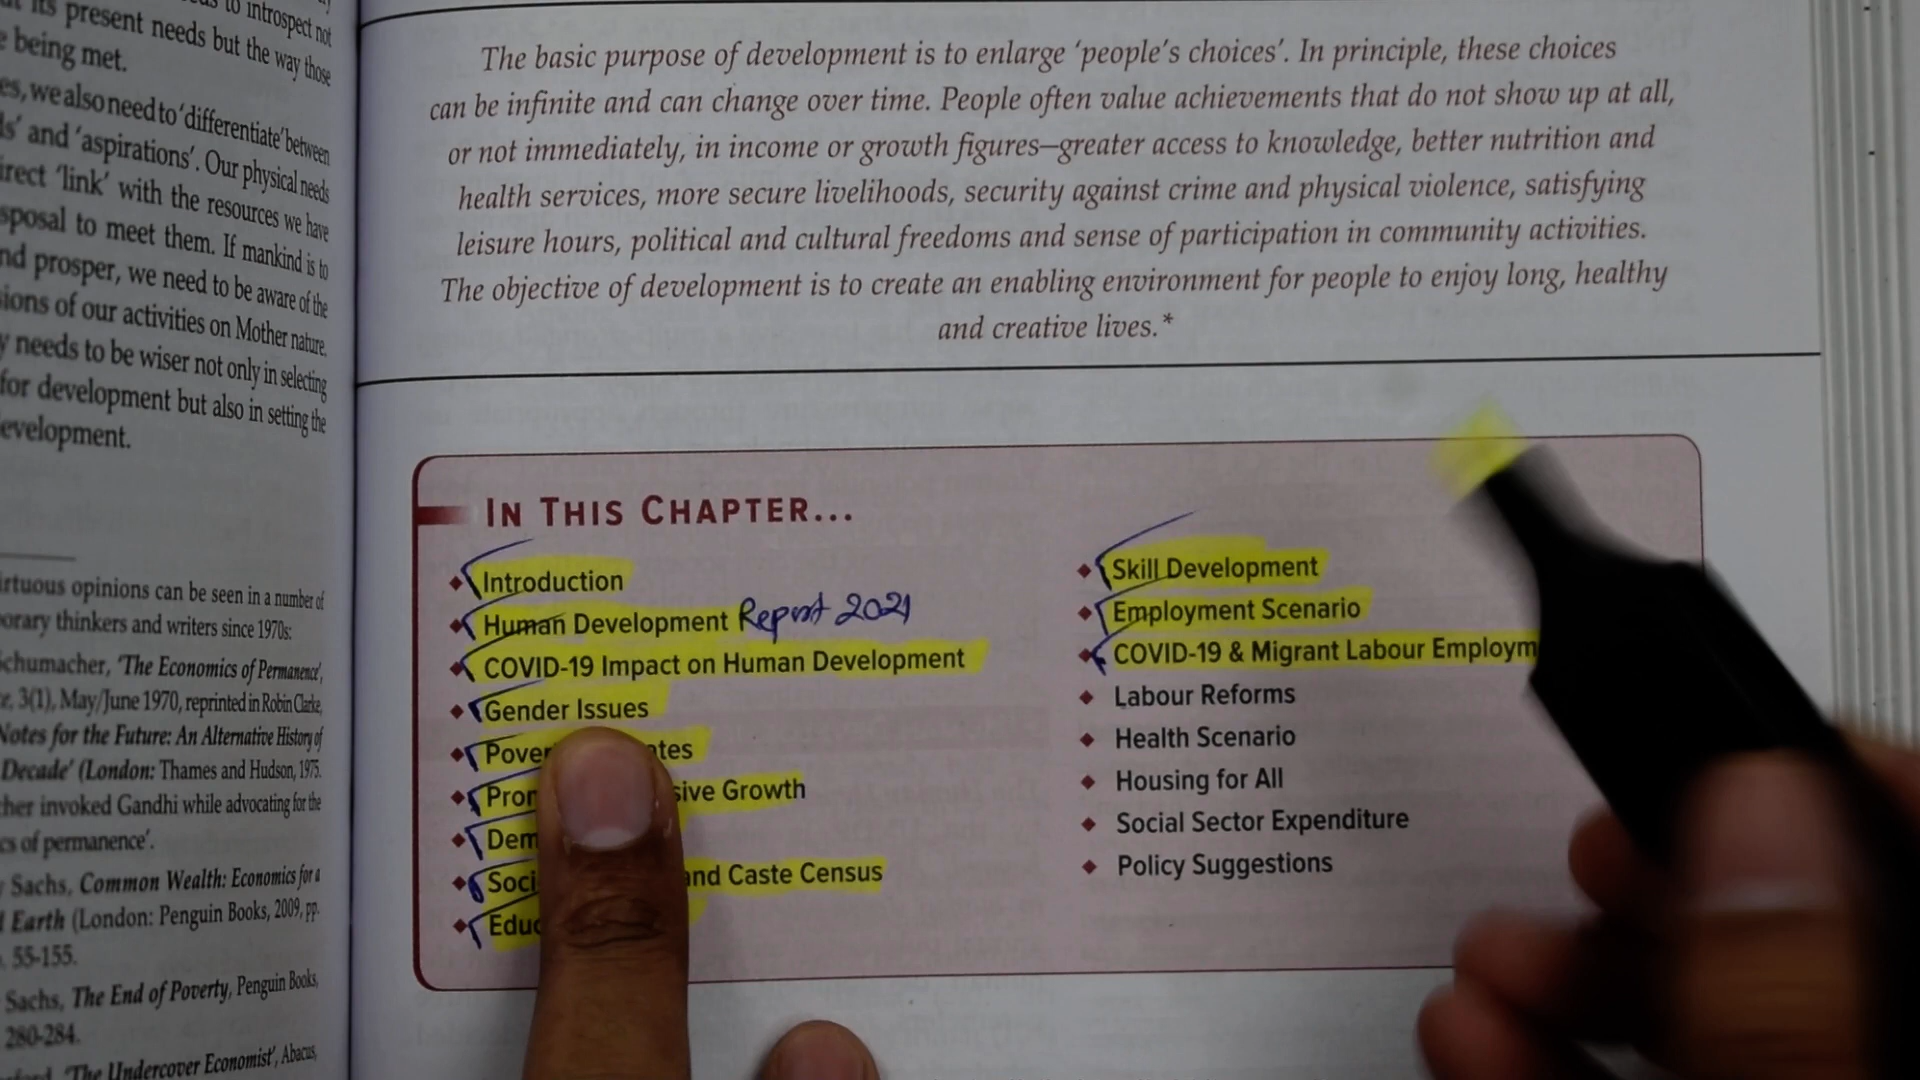 to introspect not
its present needs but the way those
being met.
we also need to 'differentiate' between
and 'aspirations'. Our physical needs
'link' with the resources we have
to meet them. If mankind is to
prosper, we need to be aware of the
of our activities on Mother nature.
needs to be wiser not only in selecting
for development but also in setting the
opinions can be seen in a number of
thinkers and writers since 1970s:
'The Economics of Permanence',
3(1), May/June 1970, reprinted in Robin Clarke,
Notes for the Future: An Alternative History of
Decade' (London: Thames and Hudson, 1975.
invoked Gandhi while advocating for the
of permanence'.
Sachs, Common Wealth: Economics for a
Earth (London: Penguin Books, 2009, pp.
55-155.
Sachs, The End of Poverty, Penguin Books,
280-284.
'The Undercover Economist', Abacus,
The basic purpose of development is to enlarge 'people's choices'. In principle, these choices
can be infinite and can change over time. People often value achievements that do not show up at all,
or not immediately, in income or growth figures—greater access to knowledge, better nutrition and
health services, more secure livelihoods, security against crime and physical violence, satisfying
leisure hours, political and cultural freedoms and sense of participation in community activities.
The objective of development is to create an enabling environment for people to enjoy long, healthy
and creative lives.*
IN THIS CHAPTER...
Introduction
Human Development Report 2021
COVID-19 Impact on Human Development
Gender Issues
Growth
and Caste Census
Skill Development
Employment Scenario
COVID-19 & Migrant Labour
Labour Reforms
Health Scenario
Housing for All
Social Sector Expenditure
Policy Suggestions